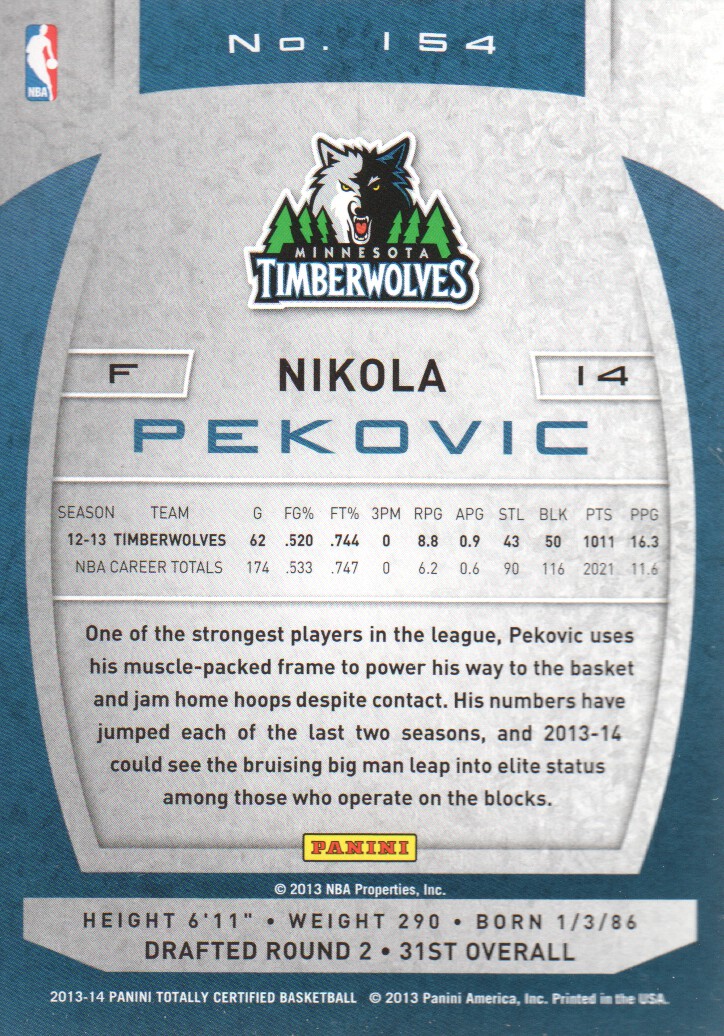 No. 154
NBA
MINNESOTA
TIMBERWOLVES
F NIKOLA 14
PEKOVIC
SEASON TEAM G FG% FT% 3PM RPG APG STL BLK PTS PPG
12-13 TIMBERWOLVES 62 .520 .744 0 8.8 0.9 43 50 1011 16.3
NBA CAREER TOTALS 174 .533 .747 0 6.2 0.6 90 116 2021 11.6
One of the strongest players in the league, Pekovic uses
his muscle-packed frame to power his way to the basket
and jam home hoops despite contact. His numbers have
jumped each of the last two seasons, and 2013-14
could see the bruising big man leap into elite status
among those who operate on the blocks.
PANINI
© 2013 NBA Properties, Inc.
HEIGHT 6'11" • WEIGHT 290 • BORN 1/3/86
DRAFTED ROUND 2 • 31ST OVERALL
2013-14 PANINI TOTALLY CERTIFIED BASKETBALL © 2013 Panini America, Inc. Printed in the USA.